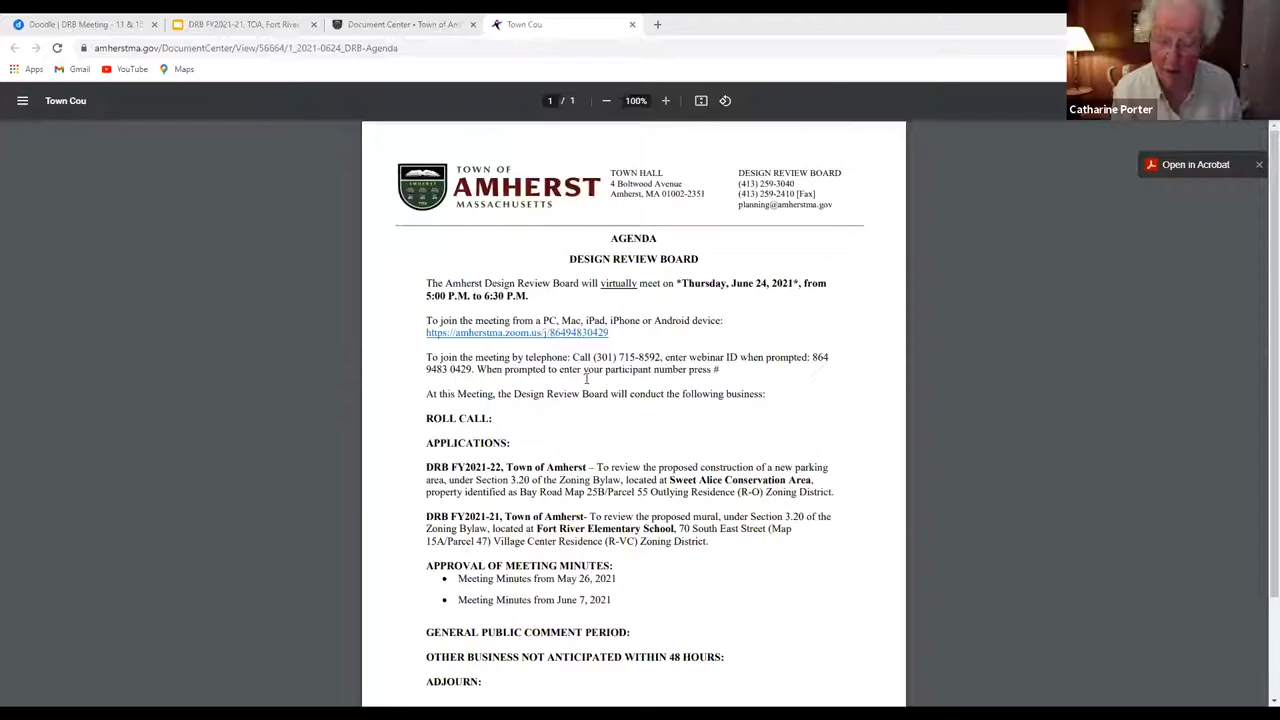 Doodle | DRB Meeting - 11 & 15
DRB FY2021-21, TOA, Fort River
Document Center • Town of Am
Town Cou
amherstma.gov/DocumentCenter/View/56664/1_2021-0624_DRB-Agenda
Apps Gmail YouTube Maps
Town Cou
1 / 1
100%
Catharine Porter
Open in Acrobat
TOWN OF
AMHERST
MASSACHUSETTS
TOWN HALL
4 Boltwood Avenue
Amherst, MA 01002-2351
DESIGN REVIEW BOARD
(413) 259-3040
(413) 259-2410 [Fax]
planning@amherstma.gov
AGENDA
DESIGN REVIEW BOARD
The Amherst Design Review Board will virtually meet on *Thursday, June 24, 2021*, from
5:00 P.M. to 6:30 P.M.
To join the meeting from a PC, Mac, iPad, iPhone or Android device:
https://amherstma.zoom.us/j/86494830429
To join the meeting by telephone: Call (301) 715-8592, enter webinar ID when prompted: 864
9483 0429. When prompted to enter your participant number press #
At this Meeting, the Design Review Board will conduct the following business:
ROLL CALL:
APPLICATIONS:
DRB FY2021-22, Town of Amherst – To review the proposed construction of a new parking
area, under Section 3.20 of the Zoning Bylaw, located at Sweet Alice Conservation Area,
property identified as Bay Road Map 25B/Parcel 55 Outlying Residence (R-O) Zoning District.
DRB FY2021-21, Town of Amherst- To review the proposed mural, under Section 3.20 of the
Zoning Bylaw, located at Fort River Elementary School, 70 South East Street (Map
15A/Parcel 47) Village Center Residence (R-VC) Zoning District.
APPROVAL OF MEETING MINUTES:
• Meeting Minutes from May 26, 2021
• Meeting Minutes from June 7, 2021
GENERAL PUBLIC COMMENT PERIOD:
OTHER BUSINESS NOT ANTICIPATED WITHIN 48 HOURS:
ADJOURN: